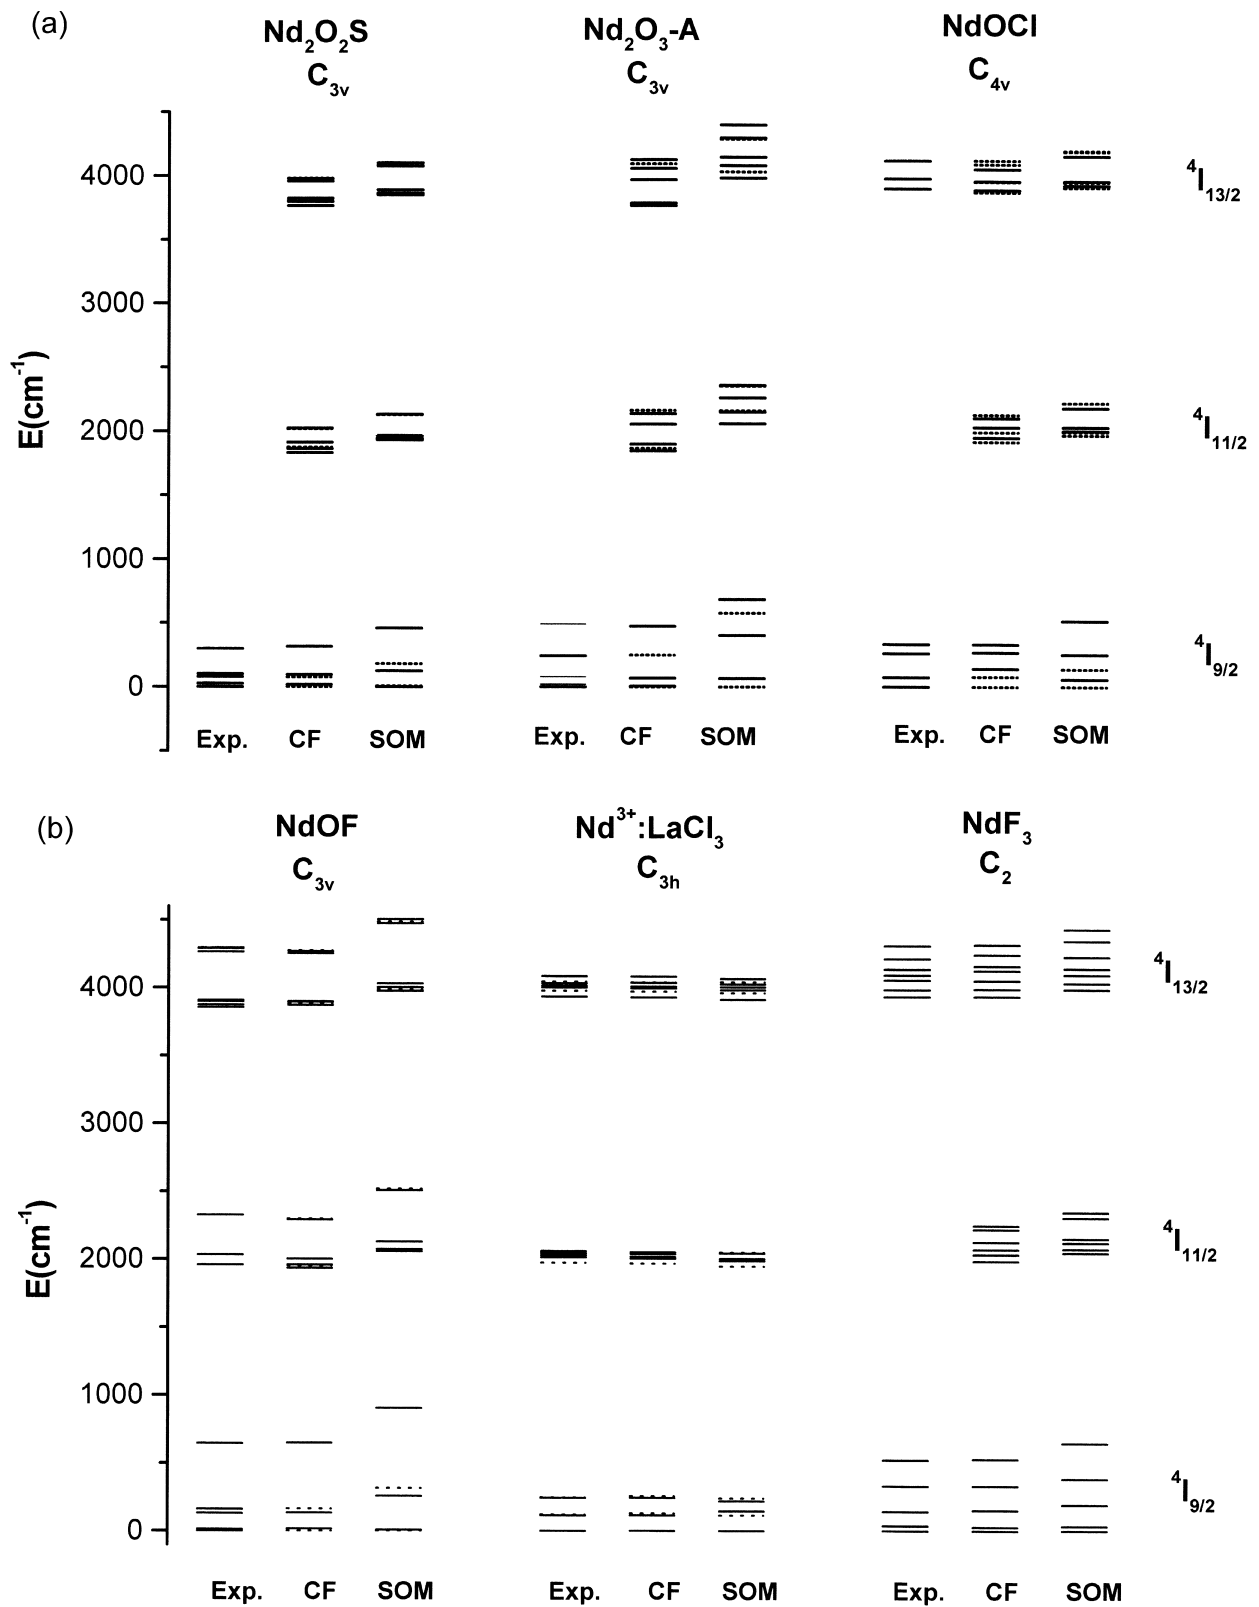 (a)
Nd₂O₂S Nd₂O₃-A NdOCl
C₃ᵥ C₃ᵥ C₄ᵥ
4000 ⁴I₁₃/₂
3000
2000 ⁴I₁₁/₂
1000
0 ⁴I₉/₂
E(cm⁻¹)
Exp. CF SOM Exp. CF SOM Exp. CF SOM
(b)
NdOF Nd³⁺:LaCl₃ NdF₃
C₃ᵥ C₃ₕ C₂
4000 ⁴I₁₃/₂
3000
2000 ⁴I₁₁/₂
1000
0 ⁴I₉/₂
E(cm⁻¹)
Exp. CF SOM Exp. CF SOM Exp. CF SOM